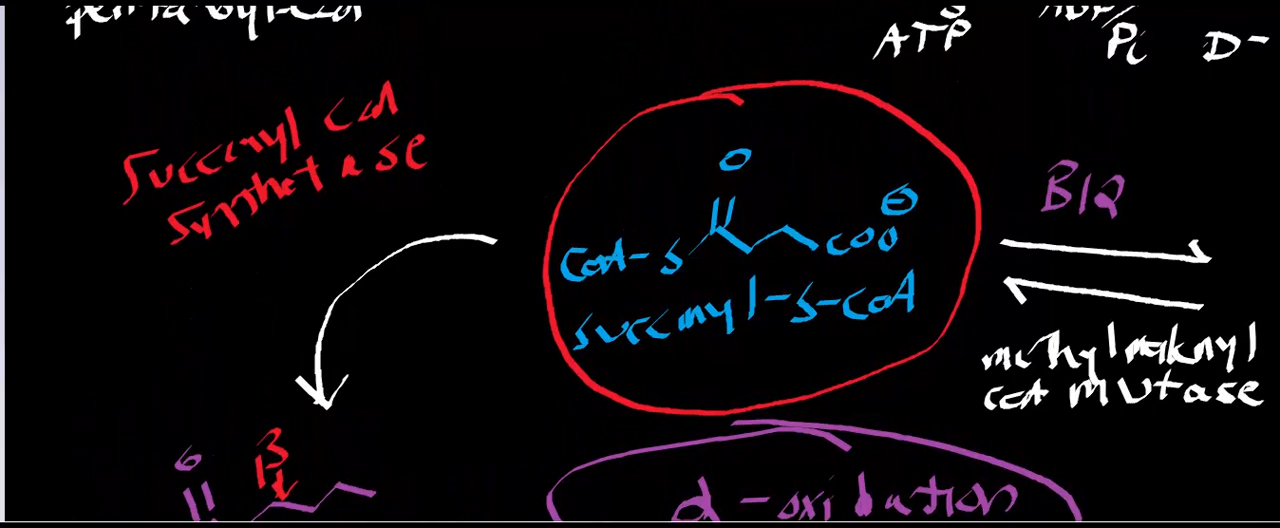 ATP
Pi D-
Succinyl CoA
synthetase
B12
O
CoA-S COO⊖
succinyl-S-CoA
methylmalonyl
CoA mutase
O β
α-oxidation